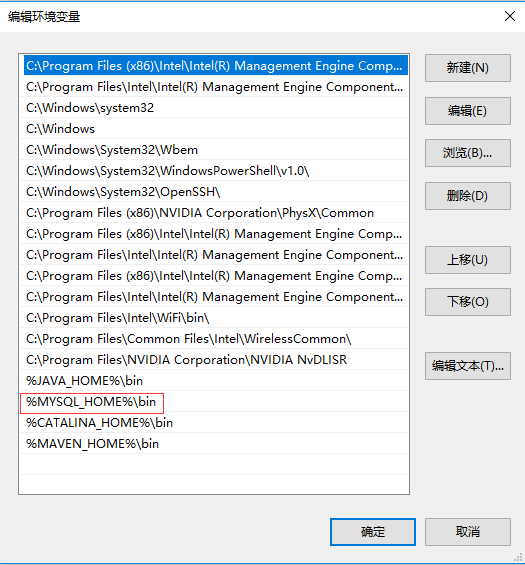 编辑环境变量
C:\Program Files (x86)\Intel\Intel(R) Management Engine Comp...
C:\Program Files\Intel\Intel(R) Management Engine Component...
C:\Windows\system32
C:\Windows
C:\Windows\System32\Wbem
C:\Windows\System32\WindowsPowerShell\v1.0\
C:\Windows\System32\OpenSSH\
C:\Program Files (x86)\NVIDIA Corporation\PhysX\Common
C:\Program Files (x86)\Intel\Intel(R) Management Engine Comp...
C:\Program Files\Intel\Intel(R) Management Engine Component...
C:\Program Files (x86)\Intel\Intel(R) Management Engine Comp...
C:\Program Files\Intel\Intel(R) Management Engine Component...
C:\Program Files\Intel\WiFi\bin\
C:\Program Files\Common Files\Intel\WirelessCommon\
C:\Program Files\NVIDIA Corporation\NVIDIA NvDLISR
%JAVA_HOME%\bin
%MYSQL_HOME%\bin
%CATALINA_HOME%\bin
%MAVEN_HOME%\bin
新建(N)
编辑(E)
浏览(B)...
删除(D)
上移(U)
下移(O)
编辑文本(T)...
确定
取消